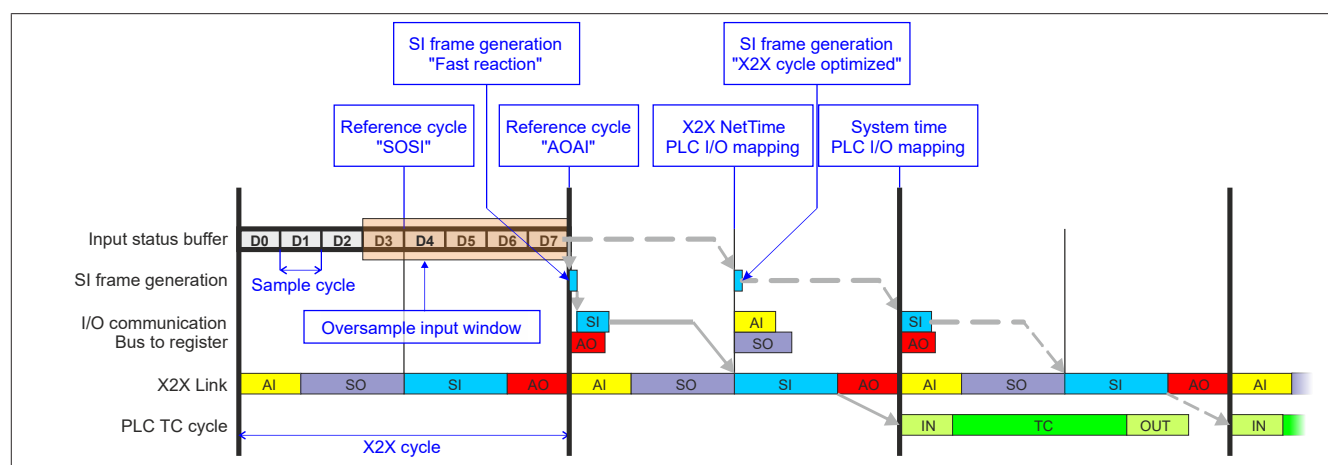 SI frame generation
"Fast reaction"
SI frame generation
"X2X cycle optimized"
Reference cycle
"SOSI"
Reference cycle
"AOAI"
X2X NetTime
PLC I/O mapping
System time
PLC I/O mapping
Input status buffer
D0 D1 D2 D3 D4 D5 D6 D7
SI frame generation
Sample cycle
Oversample input window
I/O communication
Bus to register
SI
AO
AI
SO
SI
AO
X2X Link
AI SO SI AO AI SO SI AO AI SO SI AO AI
PLC TC cycle
IN TC OUT IN
X2X cycle